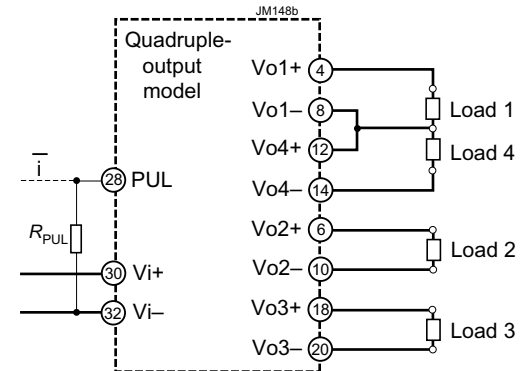 JM148b
Quadruple-
output
model
Vo1+ 4
Vo1– 8
Load 1
Vo4+ 12
Load 4
Vo4– 14
i
28 PUL
Vo2+ 6
RPUL
Load 2
Vo2– 10
30 Vi+
32 Vi–
Vo3+ 18
Load 3
Vo3– 20